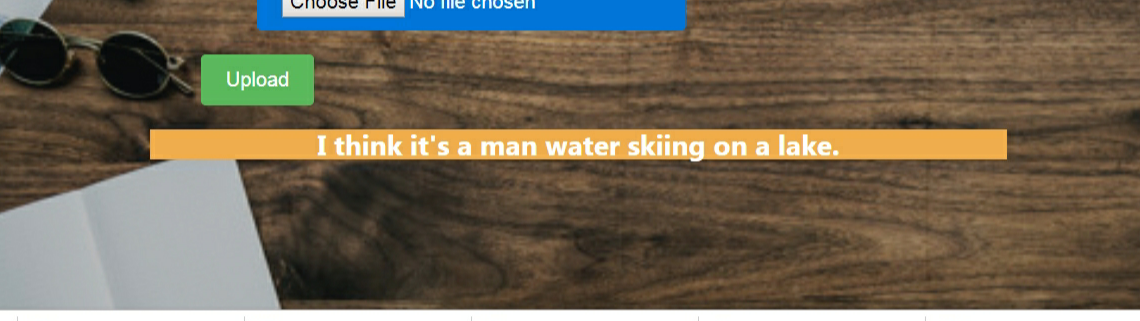 Choose File No file chosen
Upload
I think it's a man water skiing on a lake.